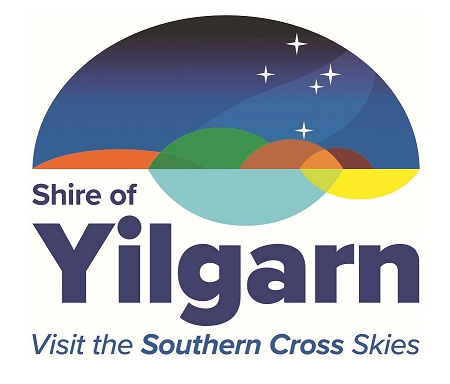 Shire of
Yilgarn
Visit the Southern Cross Skies